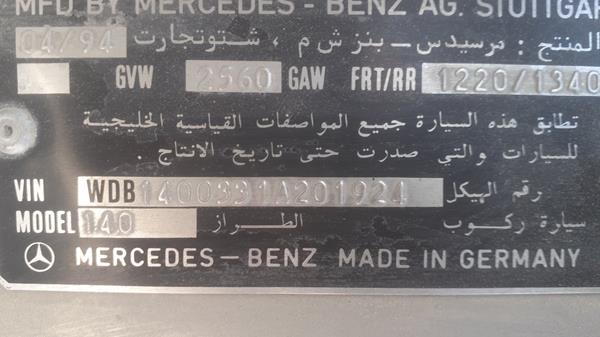 MFD BY MERCEDES-BENZ AG. STUTTGAR
04/94 المنتج : مرسيدس - بنز ش م ، شتوتجارت
GVW 2560 GAW FRT/RR 1220/1340
تطابق هذه السيارة جميع المواصفات القياسية الخليجية
للسيارات والتي صدرت حتى تاريخ الانتاج .
VIN WDB1400331A201924 رقم الهيكل
MODEL 140 الطراز سيارة ركوب
MERCEDES-BENZ MADE IN GERMANY